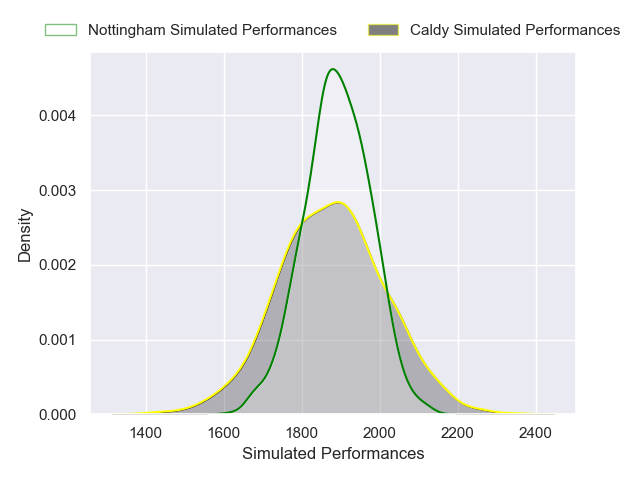 Nottingham Simulated Performances Caldy Simulated Performances
0.004
0.003
0.002
0.001
0.000
Density
1400 1600 1800 2000 2200 2400
Simulated Performances